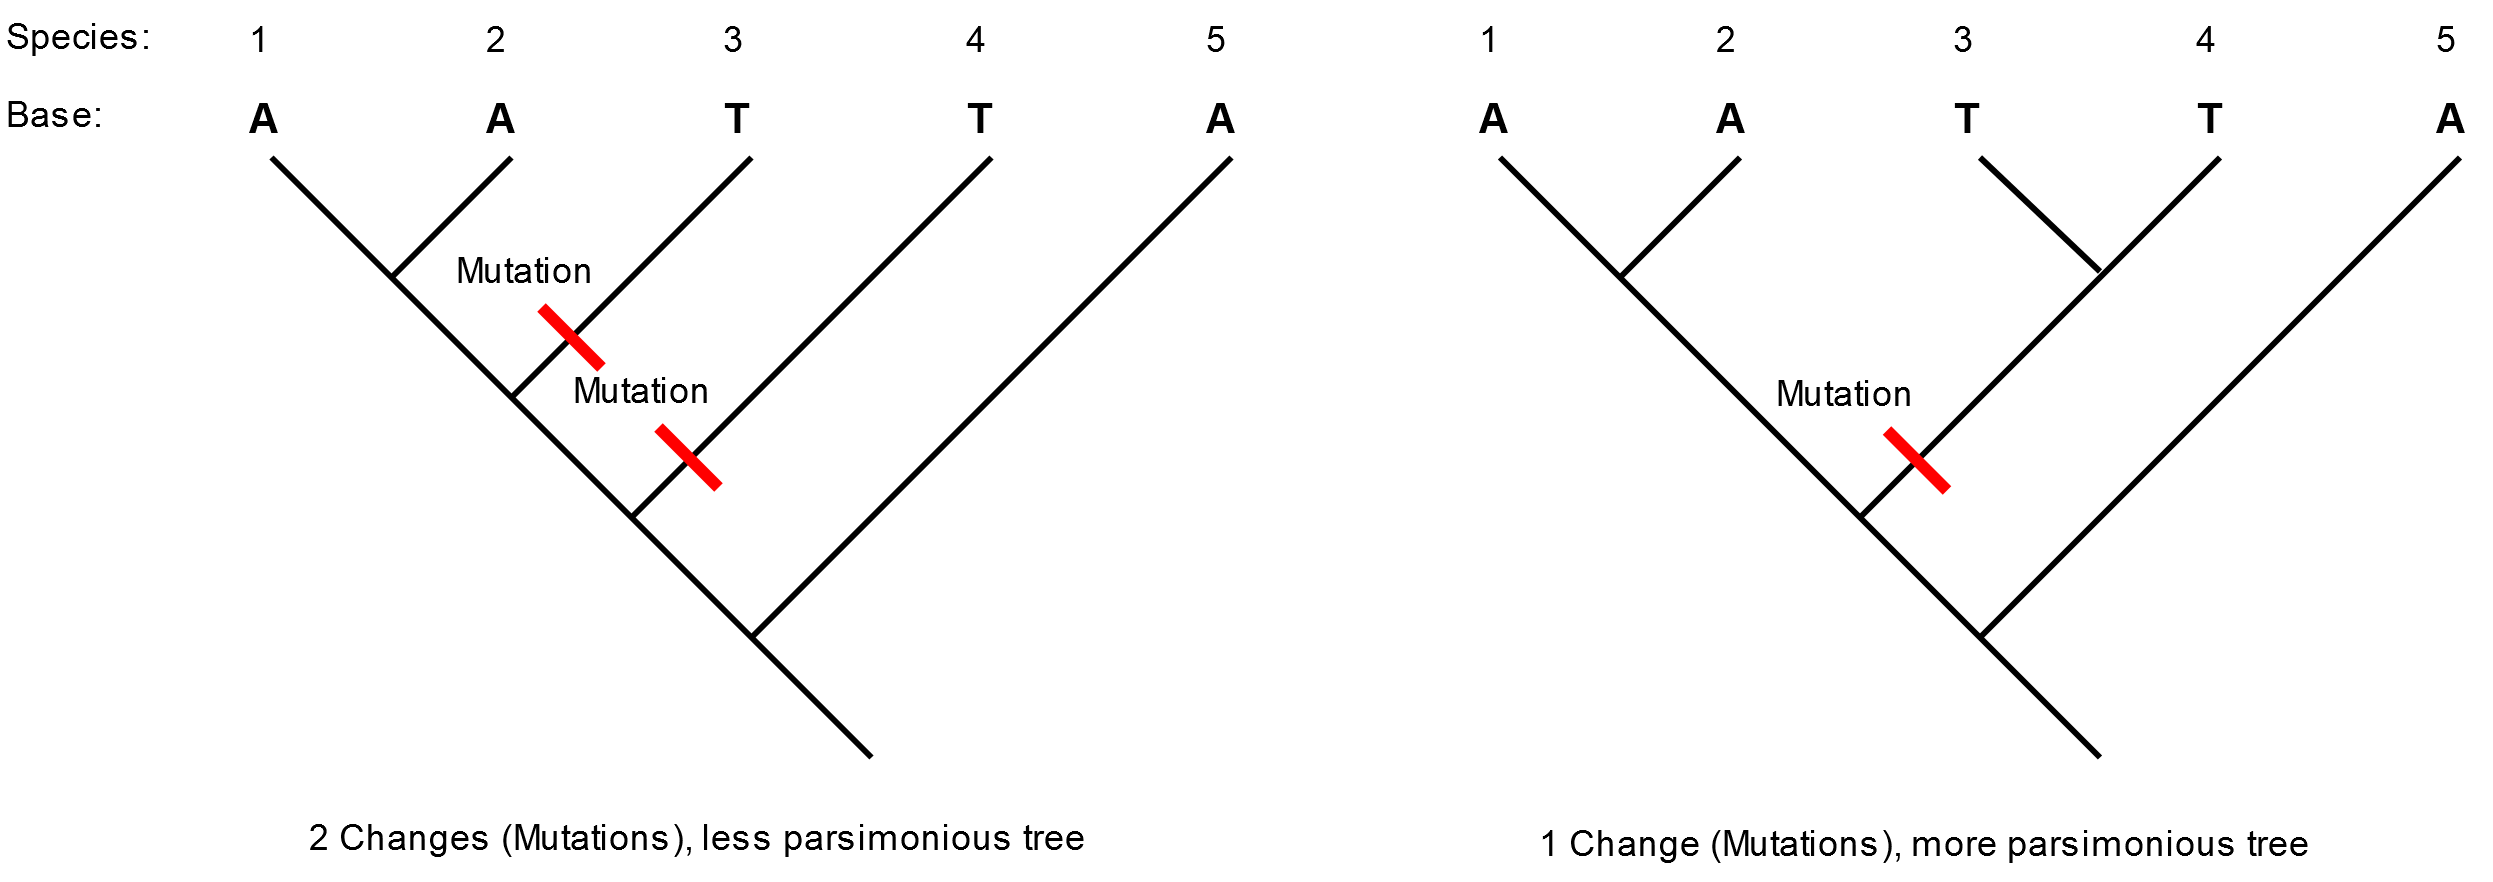 Species: 1 2 3 4 5 1 2 3 4 5
Base: A A T T A A A T T A
Mutation
Mutation
Mutation
2 Changes (Mutations), less parsimonious tree
1 Change (Mutations), more parsimonious tree